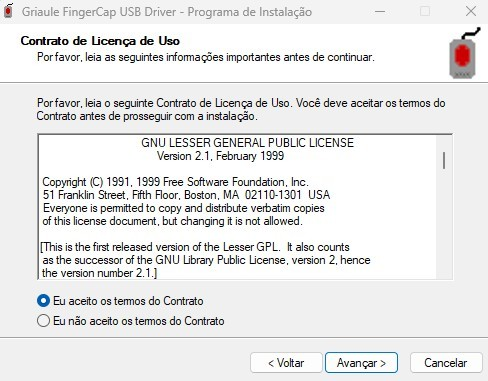 Griaule FingerCap USB Driver - Programa de Instalação
Contrato de Licença de Uso
Por favor, leia as seguintes informações importantes antes de continuar.
Por favor, leia o seguinte Contrato de Licença de Uso. Você deve aceitar os termos do
Contrato antes de prosseguir com a instalação.
GNU LESSER GENERAL PUBLIC LICENSE
Version 2.1, February 1999
Copyright (C) 1991, 1999 Free Software Foundation, Inc.
51 Franklin Street, Fifth Floor, Boston, MA  02110-1301  USA
Everyone is permitted to copy and distribute verbatim copies
of this license document, but changing it is not allowed.
[This is the first released version of the Lesser GPL.  It also counts
as the successor of the GNU Library Public License, version 2, hence
the version number 2.1.]
Eu aceito os termos do Contrato
Eu não aceito os termos do Contrato
< Voltar
Avançar >
Cancelar